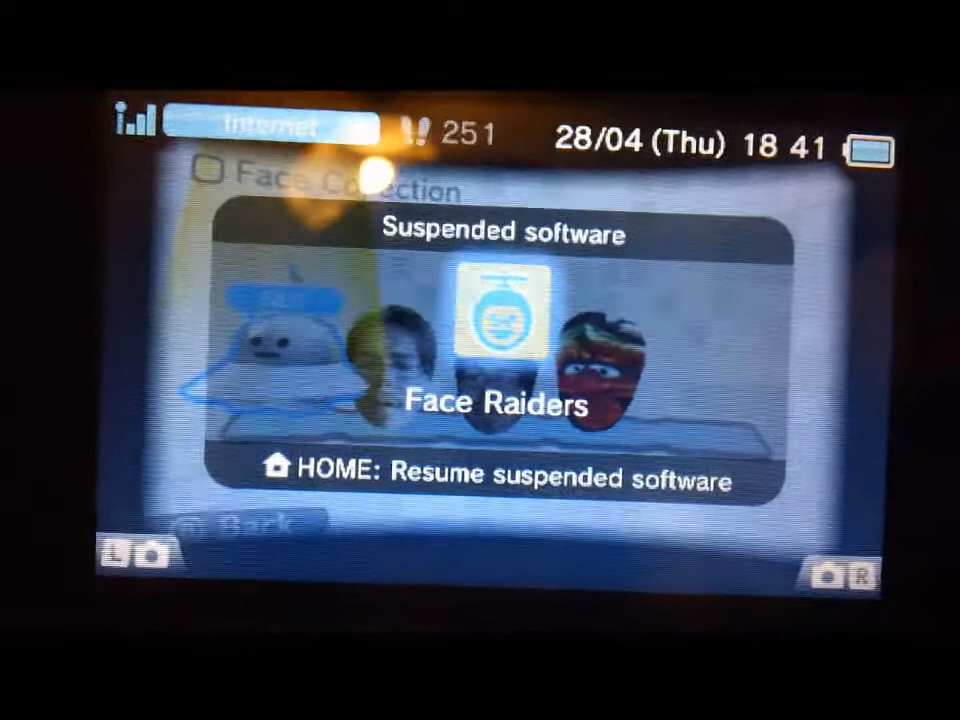 Internet
251
28/04 (Thu) 18 41
Face Collection
Suspended software
Face Raiders
HOME: Resume suspended software
Back
L
R